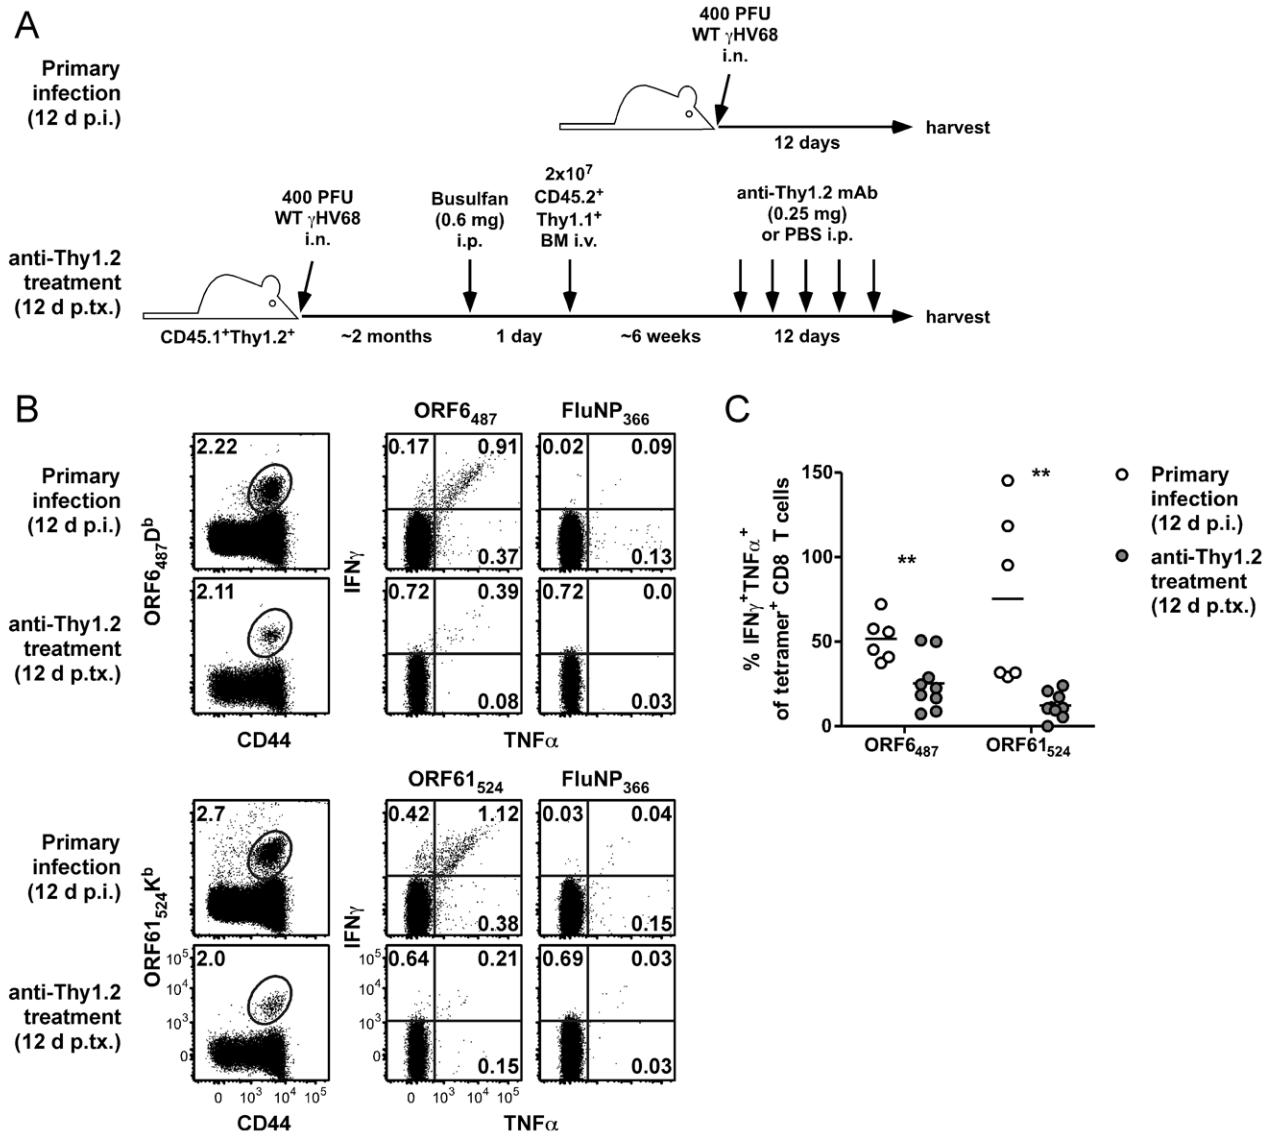 A
Primary
infection
(12 d p.i.)
400 PFU
WT γHV68
i.n.
12 days
harvest
anti-Thy1.2
treatment
(12 d p.tx.)
400 PFU
WT γHV68
i.n.
Busulfan
(0.6 mg)
i.p.
2x10⁷
CD45.2⁺
Thy1.1⁺
BM i.v.
anti-Thy1.2 mAb
(0.25 mg)
or PBS i.p.
CD45.1⁺Thy1.2⁺
~2 months
1 day
~6 weeks
12 days
harvest
B
ORF6₄₈₇
FluNP₃₆₆
Primary
infection
(12 d p.i.)
anti-Thy1.2
treatment
(12 d p.tx.)
ORF6₄₈₇Dᵇ
2.22
2.11
CD44
IFNγ
0.17 0.91
0.37
0.02 0.09
0.13
0.72 0.39
0.08
0.72 0.0
0.03
TNFα
ORF61₅₂₄
FluNP₃₆₆
Primary
infection
(12 d p.i.)
anti-Thy1.2
treatment
(12 d p.tx.)
ORF61₅₂₄Kᵇ
2.7
2.0
10⁵
10⁴
10³
0
0 10³ 10⁴ 10⁵
CD44
IFNγ
0.42 1.12
0.38
0.03 0.04
0.15
10⁵
10⁴
10³
0
0.64 0.21
0.15
0.69 0.03
0.03
0 10³ 10⁴ 10⁵
TNFα
C
% IFNγ⁺TNFα⁺
of tetramer⁺ CD8 T cells
150
100
50
0
**
**
ORF6₄₈₇
ORF61₅₂₄
Primary
infection
(12 d p.i.)
anti-Thy1.2
treatment
(12 d p.tx.)